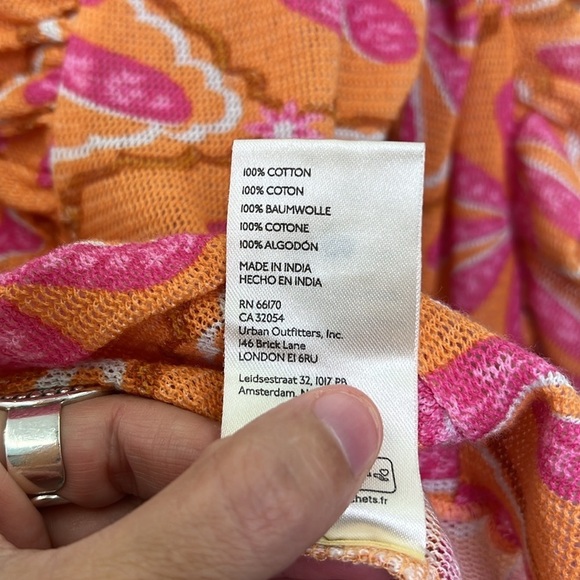 100% COTTON
100% COTON
100% BAUMWOLLE
100% COTONE
100% ALGODÓN
MADE IN INDIA
HECHO EN INDIA
RN 66170
CA 32054
Urban Outfitters, Inc.
146 Brick Lane
LONDON E1 6RU
Leidsestraat 32, 1017 PB
Amsterdam,